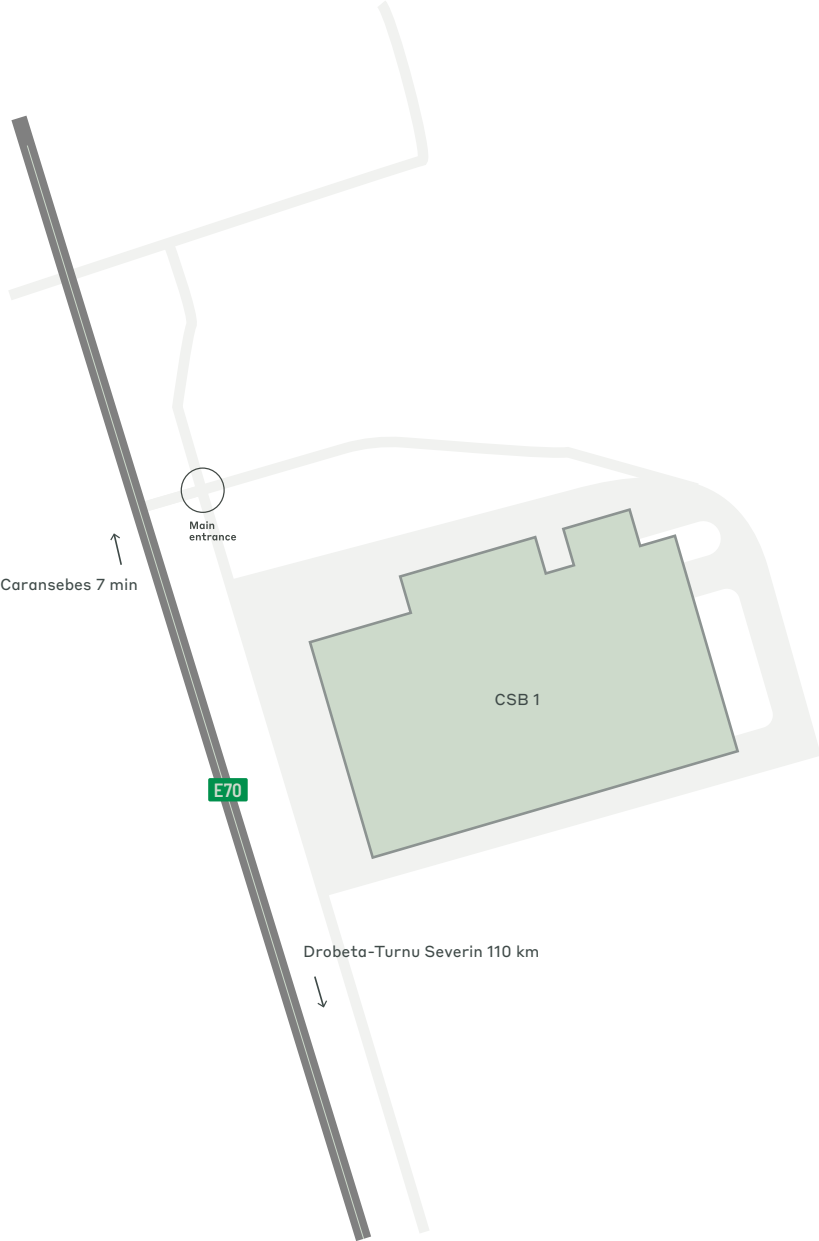 Main
entrance
Caransebes 7 min
CSB 1
E70
Drobeta-Turnu Severin 110 km